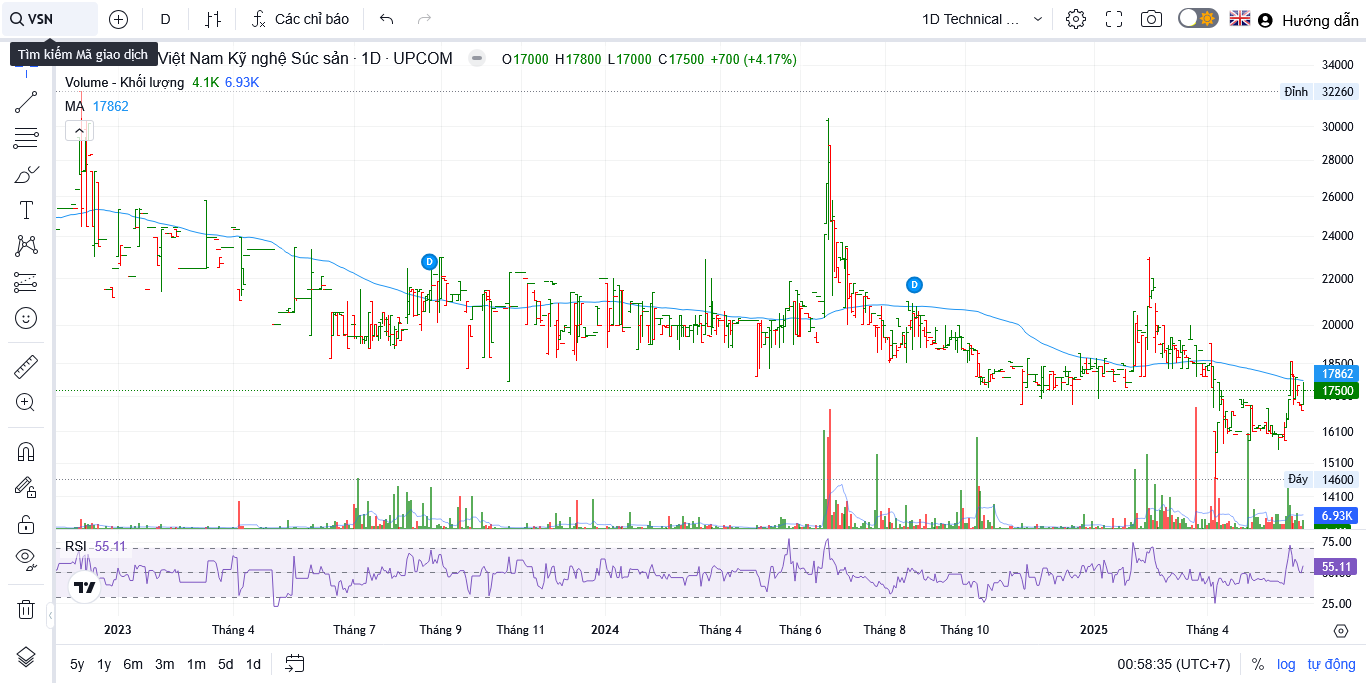 VSN D Các chỉ báo 1D Technical ... Hướng dẫn
Tìm kiếm Mã giao dịch
Việt Nam Kỹ nghệ Súc sản · 1D · UPCOM O17000 H17800 L17000 C17500 +700 (+4.17%)
Volume - Khối lượng 4.1K 6.93K
MA 17862
34000
Đỉnh 32260
30000
28000
26000
24000
22000
20000
18500
17862
17500
16100
15100
Đáy 14600
14100
6.93K
D
D
RSI 55.11
75.00
55.11
25.00
2023 Tháng 4 Tháng 7 Tháng 9 Tháng 11 2024 Tháng 4 Tháng 6 Tháng 8 Tháng 10 2025 Tháng 4
5y 1y 6m 3m 1m 5d 1d 00:58:35 (UTC+7) % log tự động